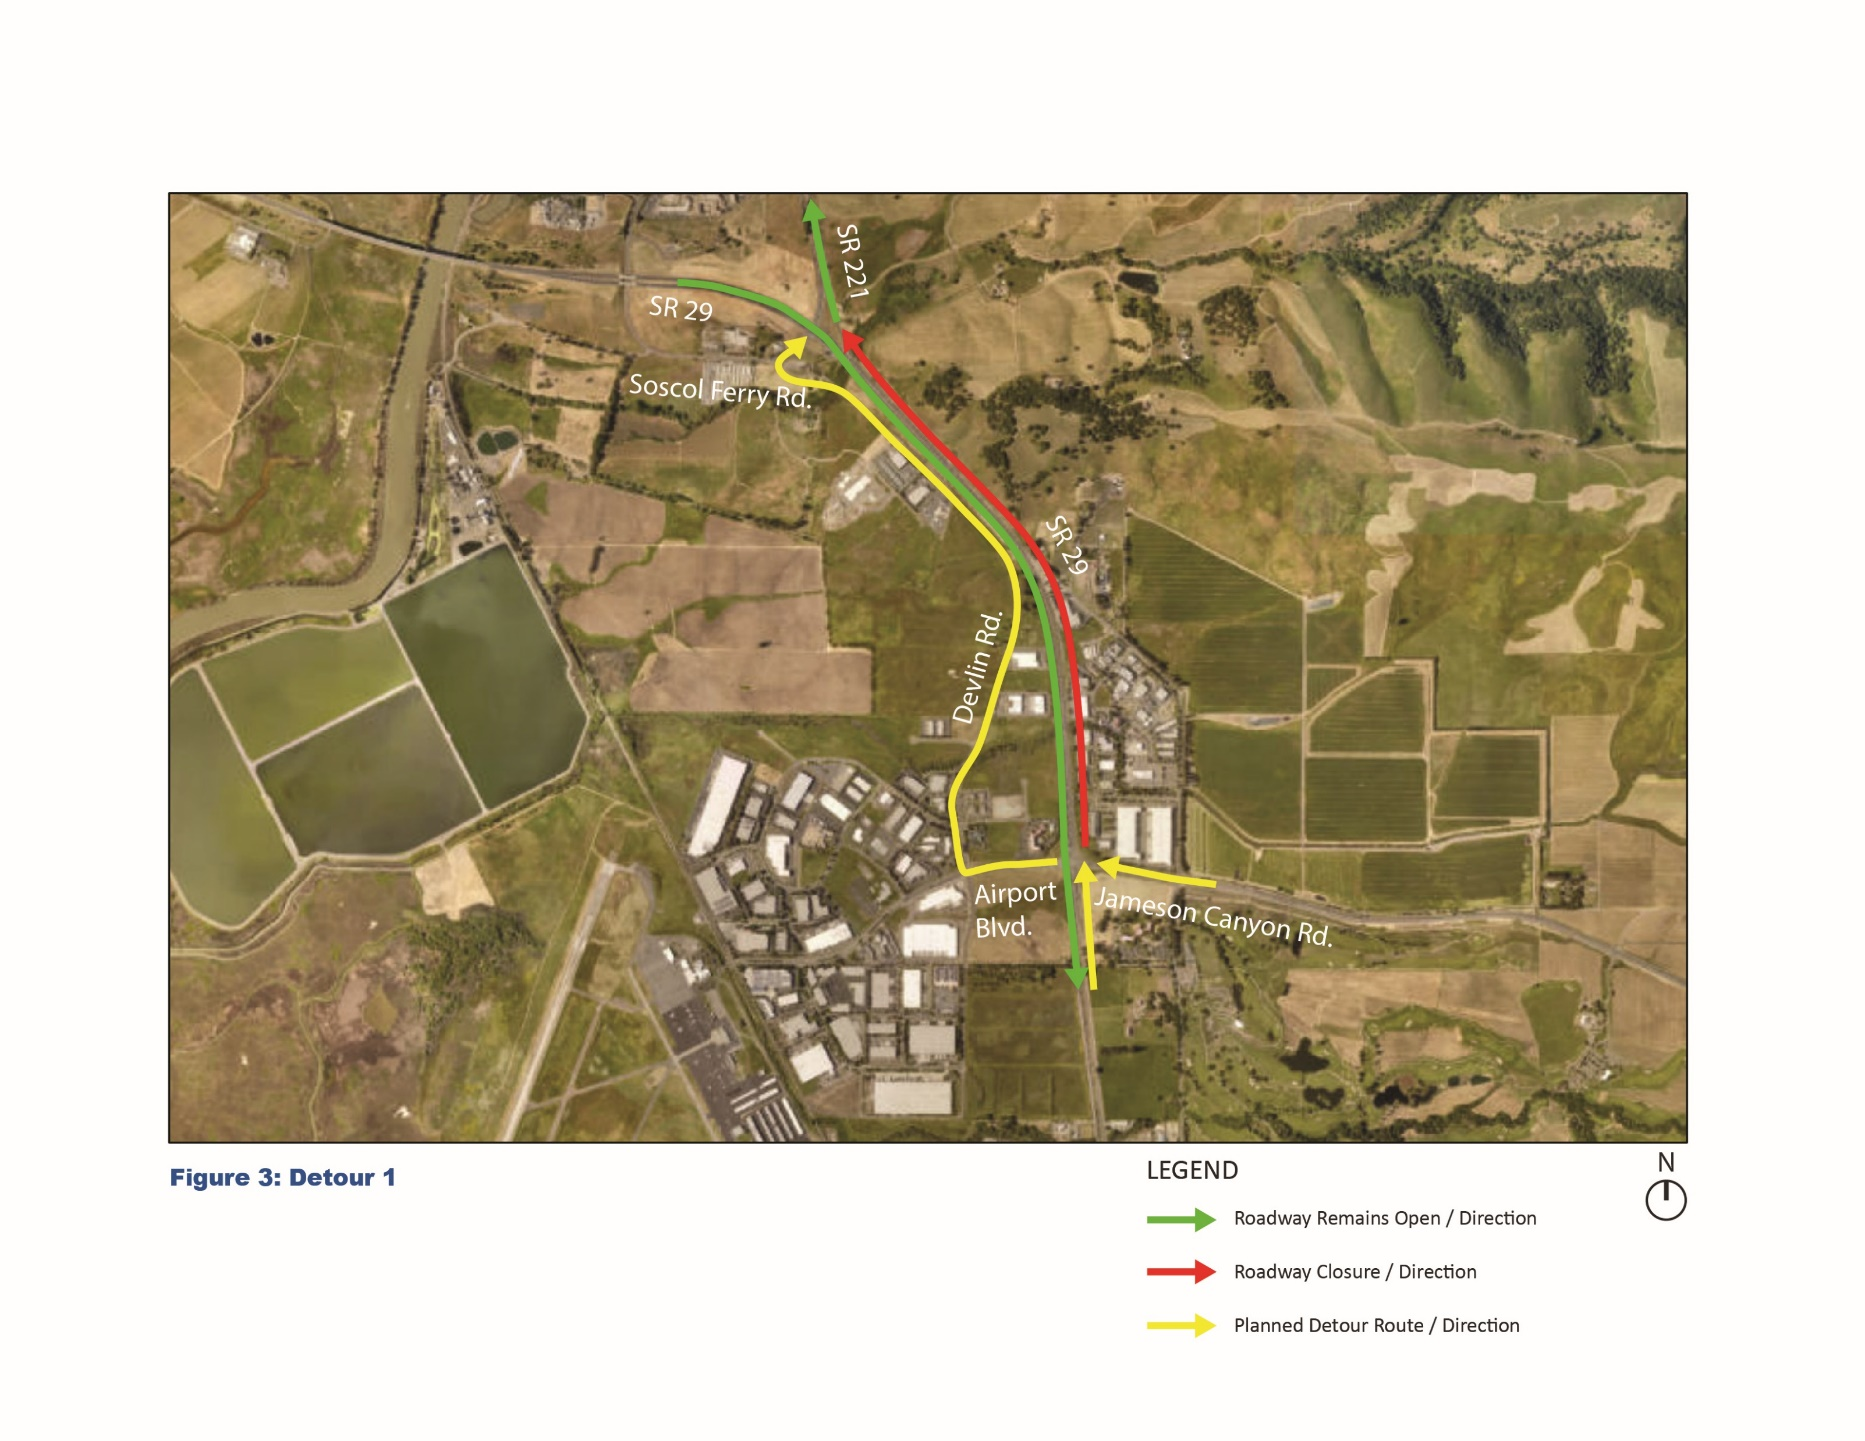 SR 221
SR 29
Soscol Ferry Rd.
SR 29
Devlin Rd.
Airport
Blvd.
Jameson Canyon Rd.
Figure 3: Detour 1
LEGEND
N
Roadway Remains Open / Direction
Roadway Closure / Direction
Planned Detour Route / Direction